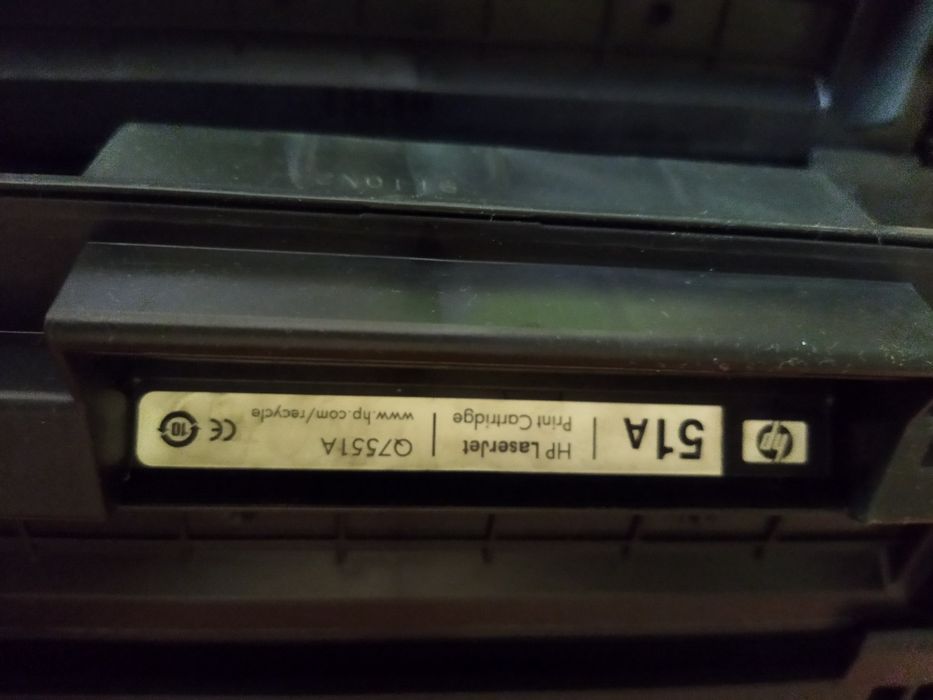 hp
51A
HP LaserJet
Print Cartridge
Q7551A
www.hp.com/recycle
CE
10